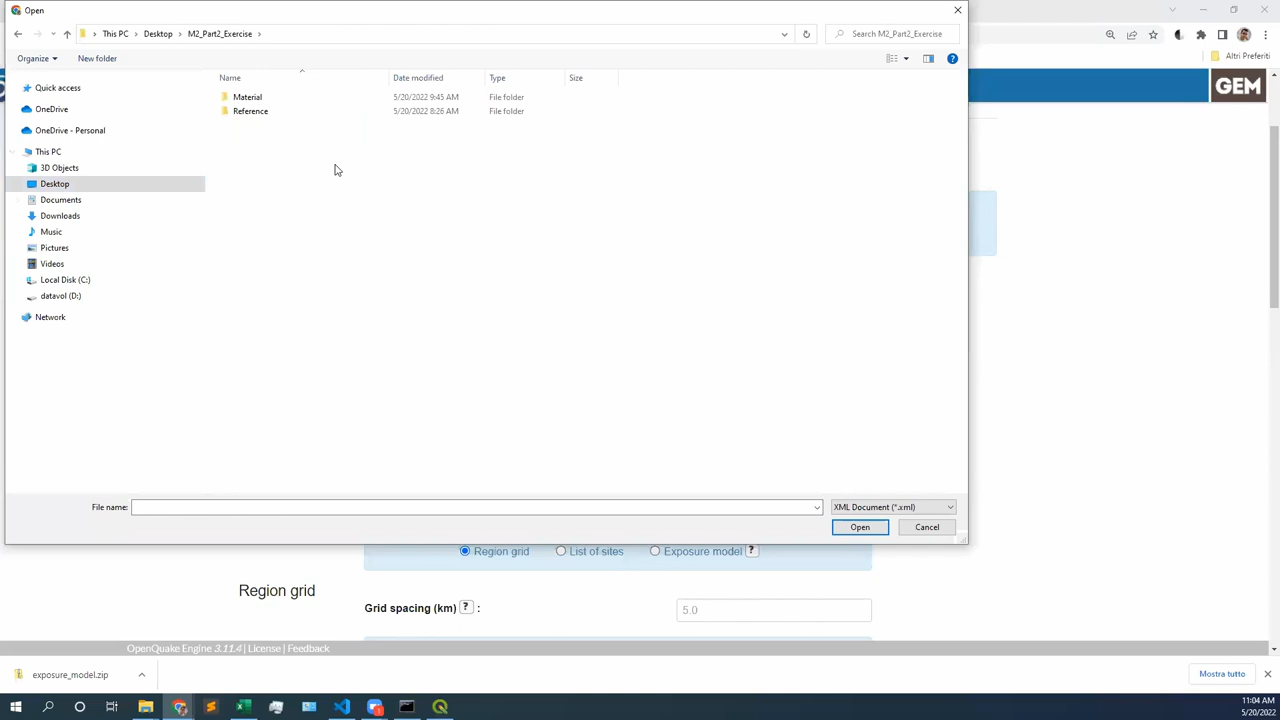 Open
This PC Desktop M2_Part2_Exercise
Search M2_Part2_Exercise
Organize New folder
Altri Preferiti
GEM
Name Date modified Type Size
Material 5/20/2022 9:45 AM File folder
Reference 5/20/2022 8:26 AM File folder
Quick access
OneDrive
OneDrive - Personal
This PC
3D Objects
Desktop
Documents
Downloads
Music
Pictures
Videos
Local Disk (C:)
datavol (D:)
Network
File name: XML Document (*.xml)
Open Cancel
Region grid List of sites Exposure model ?
Region grid
Grid spacing (km) ? : 5.0
OpenQuake Engine 3.11.4 | License | Feedback
exposure_model.zip
Mostra tutto
11:04 AM
5/20/2022